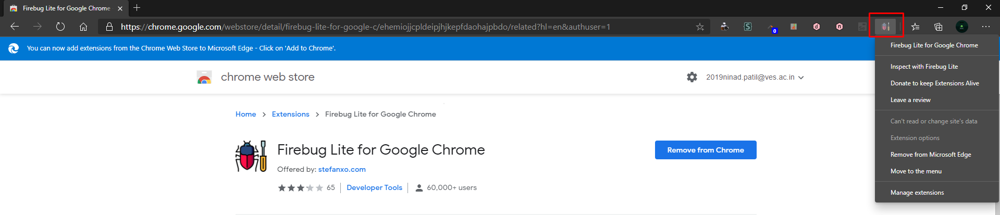 Firebug Lite for Google Chrome
https://chrome.google.com/webstore/detail/firebug-lite-for-google-c/ehemiojjcpldeipjhjkepfdaohajpbdo/related?hl=en&authuser=1
0
You can now add extensions from the Chrome Web Store to Microsoft Edge - Click on 'Add to Chrome'.
chrome web store
2019ninad.patil@ves.ac.in
Home > Extensions > Firebug Lite for Google Chrome
Firebug Lite for Google Chrome
Remove from Chrome
Offered by: stefanxo.com
65 | Developer Tools | 60,000+ users
Firebug Lite for Google Chrome
Inspect with Firebug Lite
Donate to keep Extensions Alive
Leave a review
Can't read or change site's data
Extension options
Remove from Microsoft Edge
Move to the menu
Manage extensions